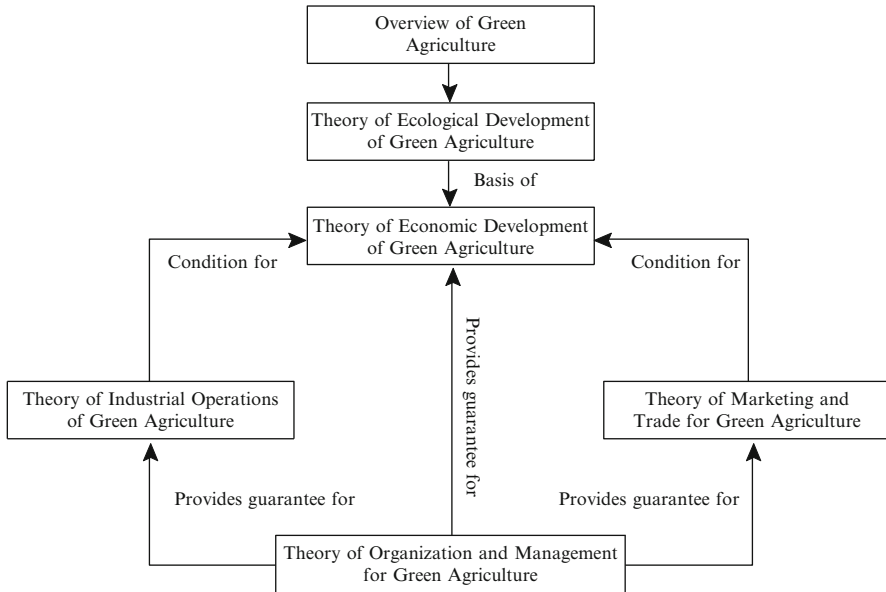 Overview of Green
Agriculture
Theory of Ecological Development
of Green Agriculture
Basis of
Theory of Economic Development
of Green Agriculture
Condition for
Condition for
Provides guarantee for
Theory of Industrial Operations
of Green Agriculture
Theory of Marketing and
Trade for Green Agriculture
Provides guarantee for
Provides guarantee for
Theory of Organization and Management
for Green Agriculture